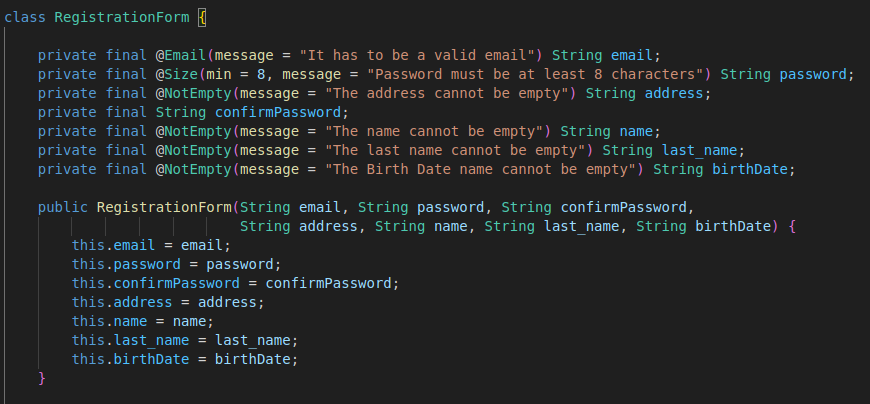 class RegistrationForm {
private final @Email(message = "It has to be a valid email") String email;
private final @Size(min = 8, message = "Password must be at least 8 characters") String password;
private final @NotEmpty(message = "The address cannot be empty") String address;
private final String confirmPassword;
private final @NotEmpty(message = "The name cannot be empty") String name;
private final @NotEmpty(message = "The last name cannot be empty") String last_name;
private final @NotEmpty(message = "The Birth Date name cannot be empty") String birthDate;
public RegistrationForm(String email, String password, String confirmPassword,
String address, String name, String last_name, String birthDate) {
this.email = email;
this.password = password;
this.confirmPassword = confirmPassword;
this.address = address;
this.name = name;
this.last_name = last_name;
this.birthDate = birthDate;
}